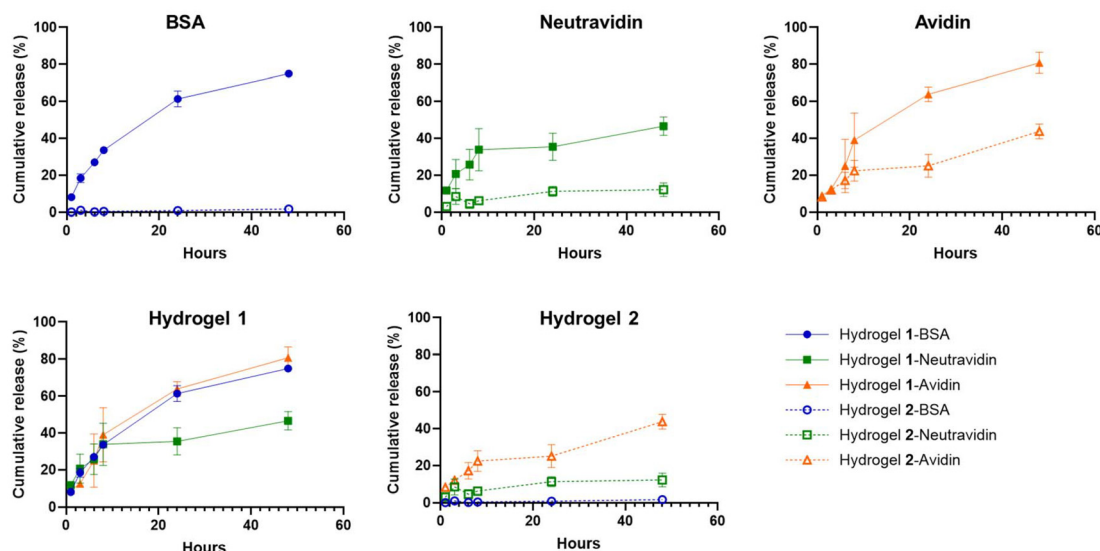 BSA
Cumulative release (%)
100
80
60
40
20
0
0 20 40 60
Hours
Neutravidin
Cumulative release (%)
100
80
60
40
20
0
0 20 40 60
Hours
Avidin
Cumulative release (%)
100
80
60
40
20
0
0 20 40 60
Hours
Hydrogel 1
Cumulative release (%)
100
80
60
40
20
0
0 20 40 60
Hours
Hydrogel 2
Cumulative release (%)
100
80
60
40
20
0
0 20 40 60
Hours
Hydrogel 1-BSA
Hydrogel 1-Neutravidin
Hydrogel 1-Avidin
Hydrogel 2-BSA
Hydrogel 2-Neutravidin
Hydrogel 2-Avidin